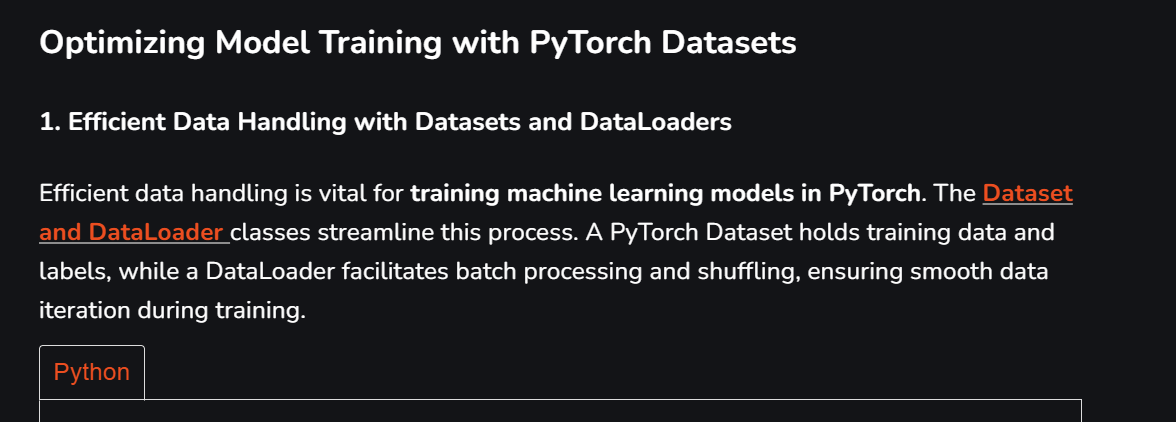 Optimizing Model Training with PyTorch Datasets
1. Efficient Data Handling with Datasets and DataLoaders
Efficient data handling is vital for training machine learning models in PyTorch. The Dataset
and DataLoader classes streamline this process. A PyTorch Dataset holds training data and
labels, while a DataLoader facilitates batch processing and shuffling, ensuring smooth data
iteration during training.
Python